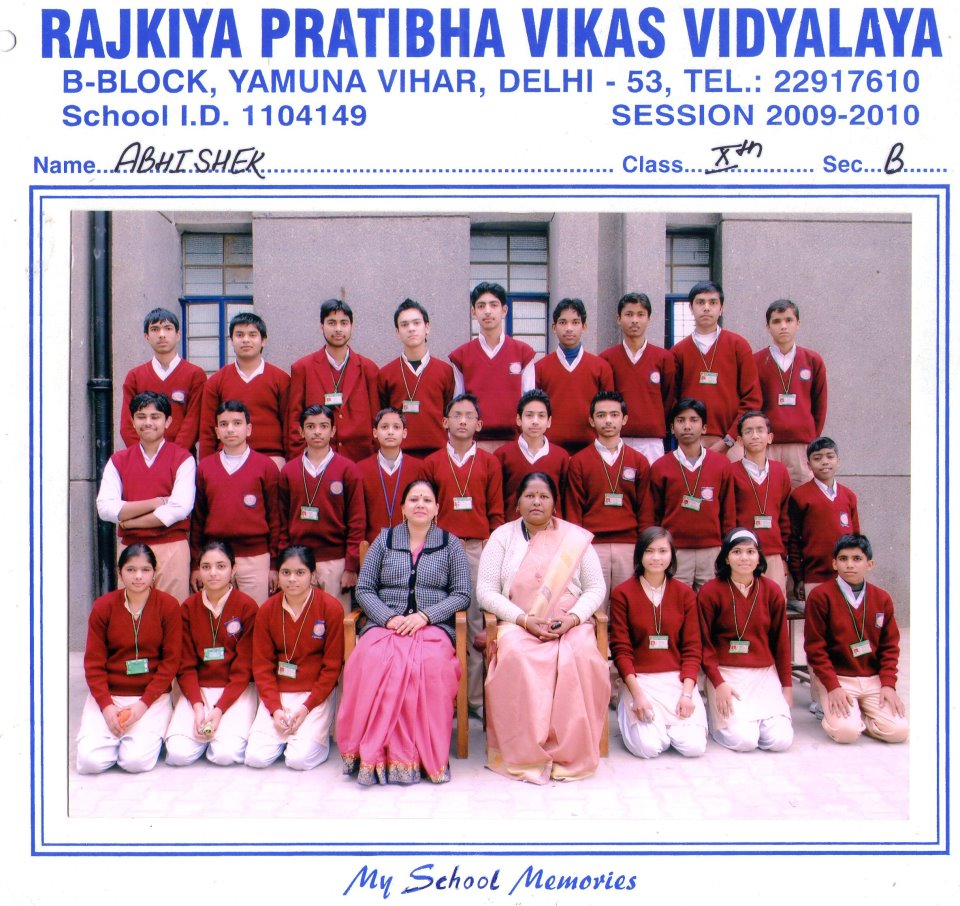 RAJKIYA PRATIBHA VIKAS VIDYALAYA
B-BLOCK, YAMUNA VIHAR, DELHI - 53, TEL.: 22917610
School I.D. 1104149 SESSION 2009-2010
Name...ABHISHEK... Class...Xth... Sec...B...
My School Memories